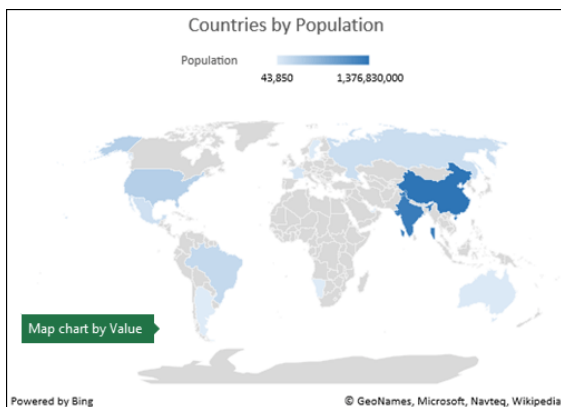 Countries by Population
Population
43,850 1,376,830,000
Map chart by Value
Powered by Bing © GeoNames, Microsoft, Navteq, Wikipedia